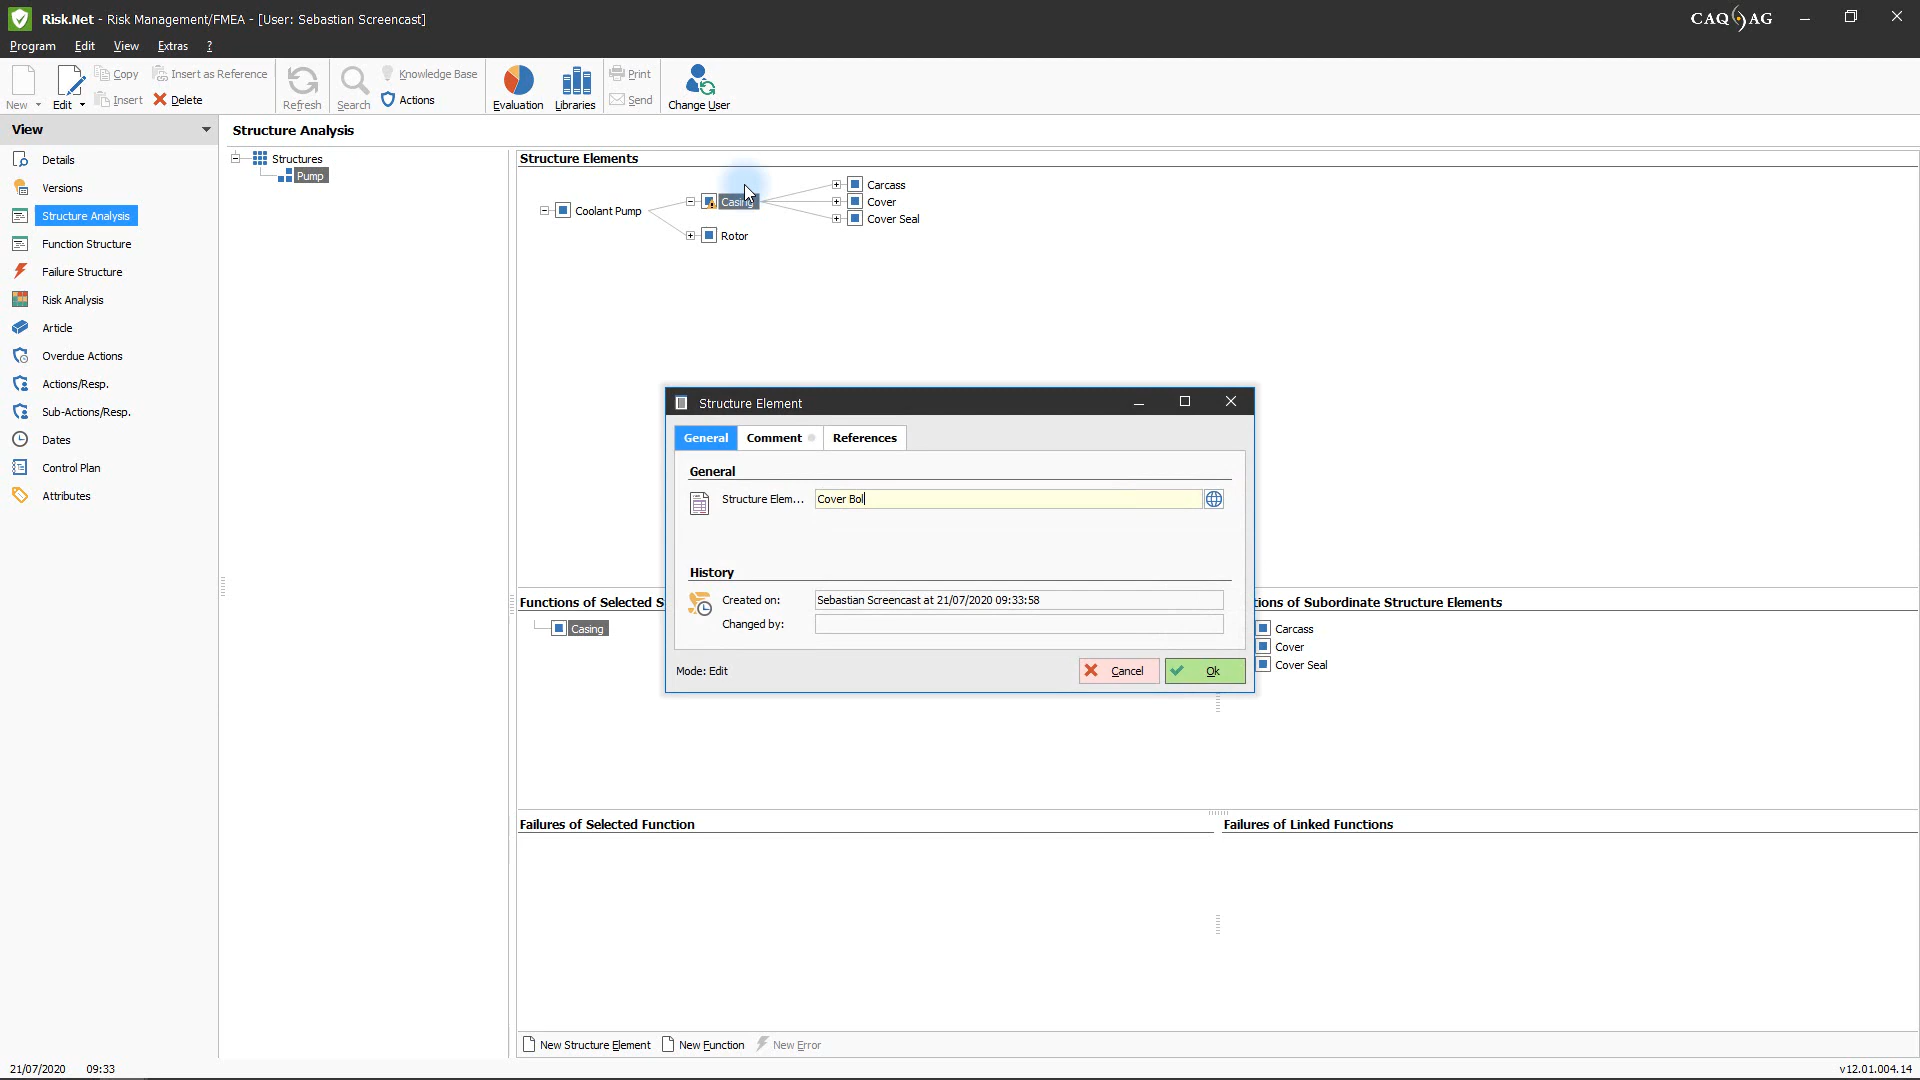 Risk.Net - Risk Management/FMEA - [User: Sebastian Screencast]
CAQ AG
Program Edit View Extras ?
New Edit Copy Insert as Reference Insert Delete Refresh Search Knowledge Base Actions Evaluation Libraries Print Send Change User
View
Details
Versions
Structure Analysis
Function Structure
Failure Structure
Risk Analysis
Article
Overdue Actions
Actions/Resp.
Sub-Actions/Resp.
Dates
Control Plan
Attributes
Structure Analysis
Structures
Pump
Structure Elements
Coolant Pump
Casing
Rotor
Carcass
Cover
Cover Seal
Structure Element
General Comment References
General
Structure Elem... Cover Bol
History
Created on: Sebastian Screencast at 21/07/2020 09:33:58
Changed by:
Mode: Edit Cancel Ok
Functions of Selected S
Casing
tions of Subordinate Structure Elements
Carcass
Cover
Cover Seal
Failures of Selected Function
Failures of Linked Functions
New Structure Element New Function New Error
21/07/2020 09:33 v12.01.004.14